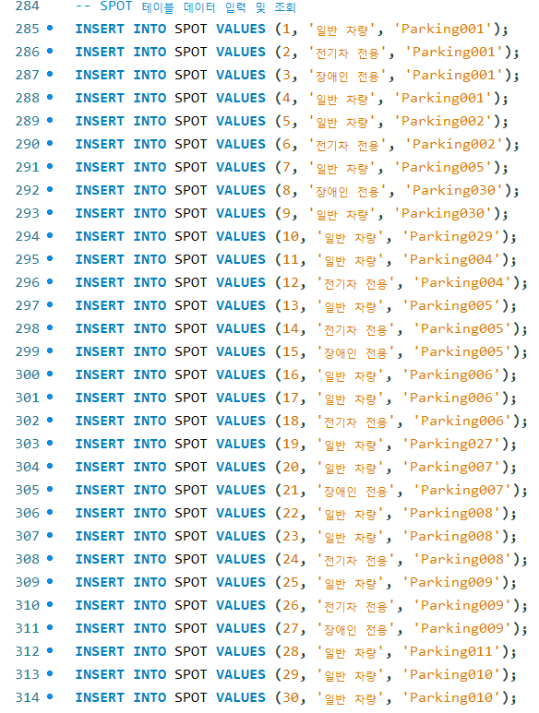 284 -- SPOT 테이블 데이터 입력 및 조회
285 INSERT INTO SPOT VALUES (1, '일반 차량', 'Parking001');
286 INSERT INTO SPOT VALUES (2, '전기차 전용', 'Parking001');
287 INSERT INTO SPOT VALUES (3, '장애인 전용', 'Parking001');
288 INSERT INTO SPOT VALUES (4, '일반 차량', 'Parking001');
289 INSERT INTO SPOT VALUES (5, '일반 차량', 'Parking002');
290 INSERT INTO SPOT VALUES (6, '전기차 전용', 'Parking002');
291 INSERT INTO SPOT VALUES (7, '일반 차량', 'Parking005');
292 INSERT INTO SPOT VALUES (8, '장애인 전용', 'Parking030');
293 INSERT INTO SPOT VALUES (9, '일반 차량', 'Parking030');
294 INSERT INTO SPOT VALUES (10, '일반 차량', 'Parking029');
295 INSERT INTO SPOT VALUES (11, '일반 차량', 'Parking004');
296 INSERT INTO SPOT VALUES (12, '전기차 전용', 'Parking004');
297 INSERT INTO SPOT VALUES (13, '일반 차량', 'Parking005');
298 INSERT INTO SPOT VALUES (14, '전기차 전용', 'Parking005');
299 INSERT INTO SPOT VALUES (15, '장애인 전용', 'Parking005');
300 INSERT INTO SPOT VALUES (16, '일반 차량', 'Parking006');
301 INSERT INTO SPOT VALUES (17, '일반 차량', 'Parking006');
302 INSERT INTO SPOT VALUES (18, '전기차 전용', 'Parking006');
303 INSERT INTO SPOT VALUES (19, '일반 차량', 'Parking027');
304 INSERT INTO SPOT VALUES (20, '일반 차량', 'Parking007');
305 INSERT INTO SPOT VALUES (21, '장애인 전용', 'Parking007');
306 INSERT INTO SPOT VALUES (22, '일반 차량', 'Parking008');
307 INSERT INTO SPOT VALUES (23, '일반 차량', 'Parking008');
308 INSERT INTO SPOT VALUES (24, '전기차 전용', 'Parking008');
309 INSERT INTO SPOT VALUES (25, '일반 차량', 'Parking009');
310 INSERT INTO SPOT VALUES (26, '전기차 전용', 'Parking009');
311 INSERT INTO SPOT VALUES (27, '장애인 전용', 'Parking009');
312 INSERT INTO SPOT VALUES (28, '일반 차량', 'Parking011');
313 INSERT INTO SPOT VALUES (29, '일반 차량', 'Parking010');
314 INSERT INTO SPOT VALUES (30, '일반 차량', 'Parking010');